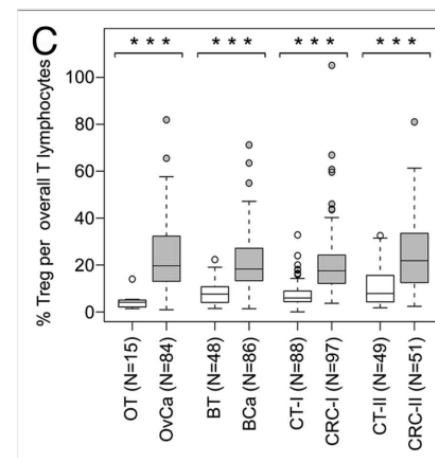 C
*** *** *** ***
% Treg per overall T lymphocytes
100
80
60
40
20
0
OT (N=15)
OvCa (N=84)
BT (N=48)
BCa (N=86)
CT-I (N=88)
CRC-I (N=97)
CT-II (N=49)
CRC-II (N=51)